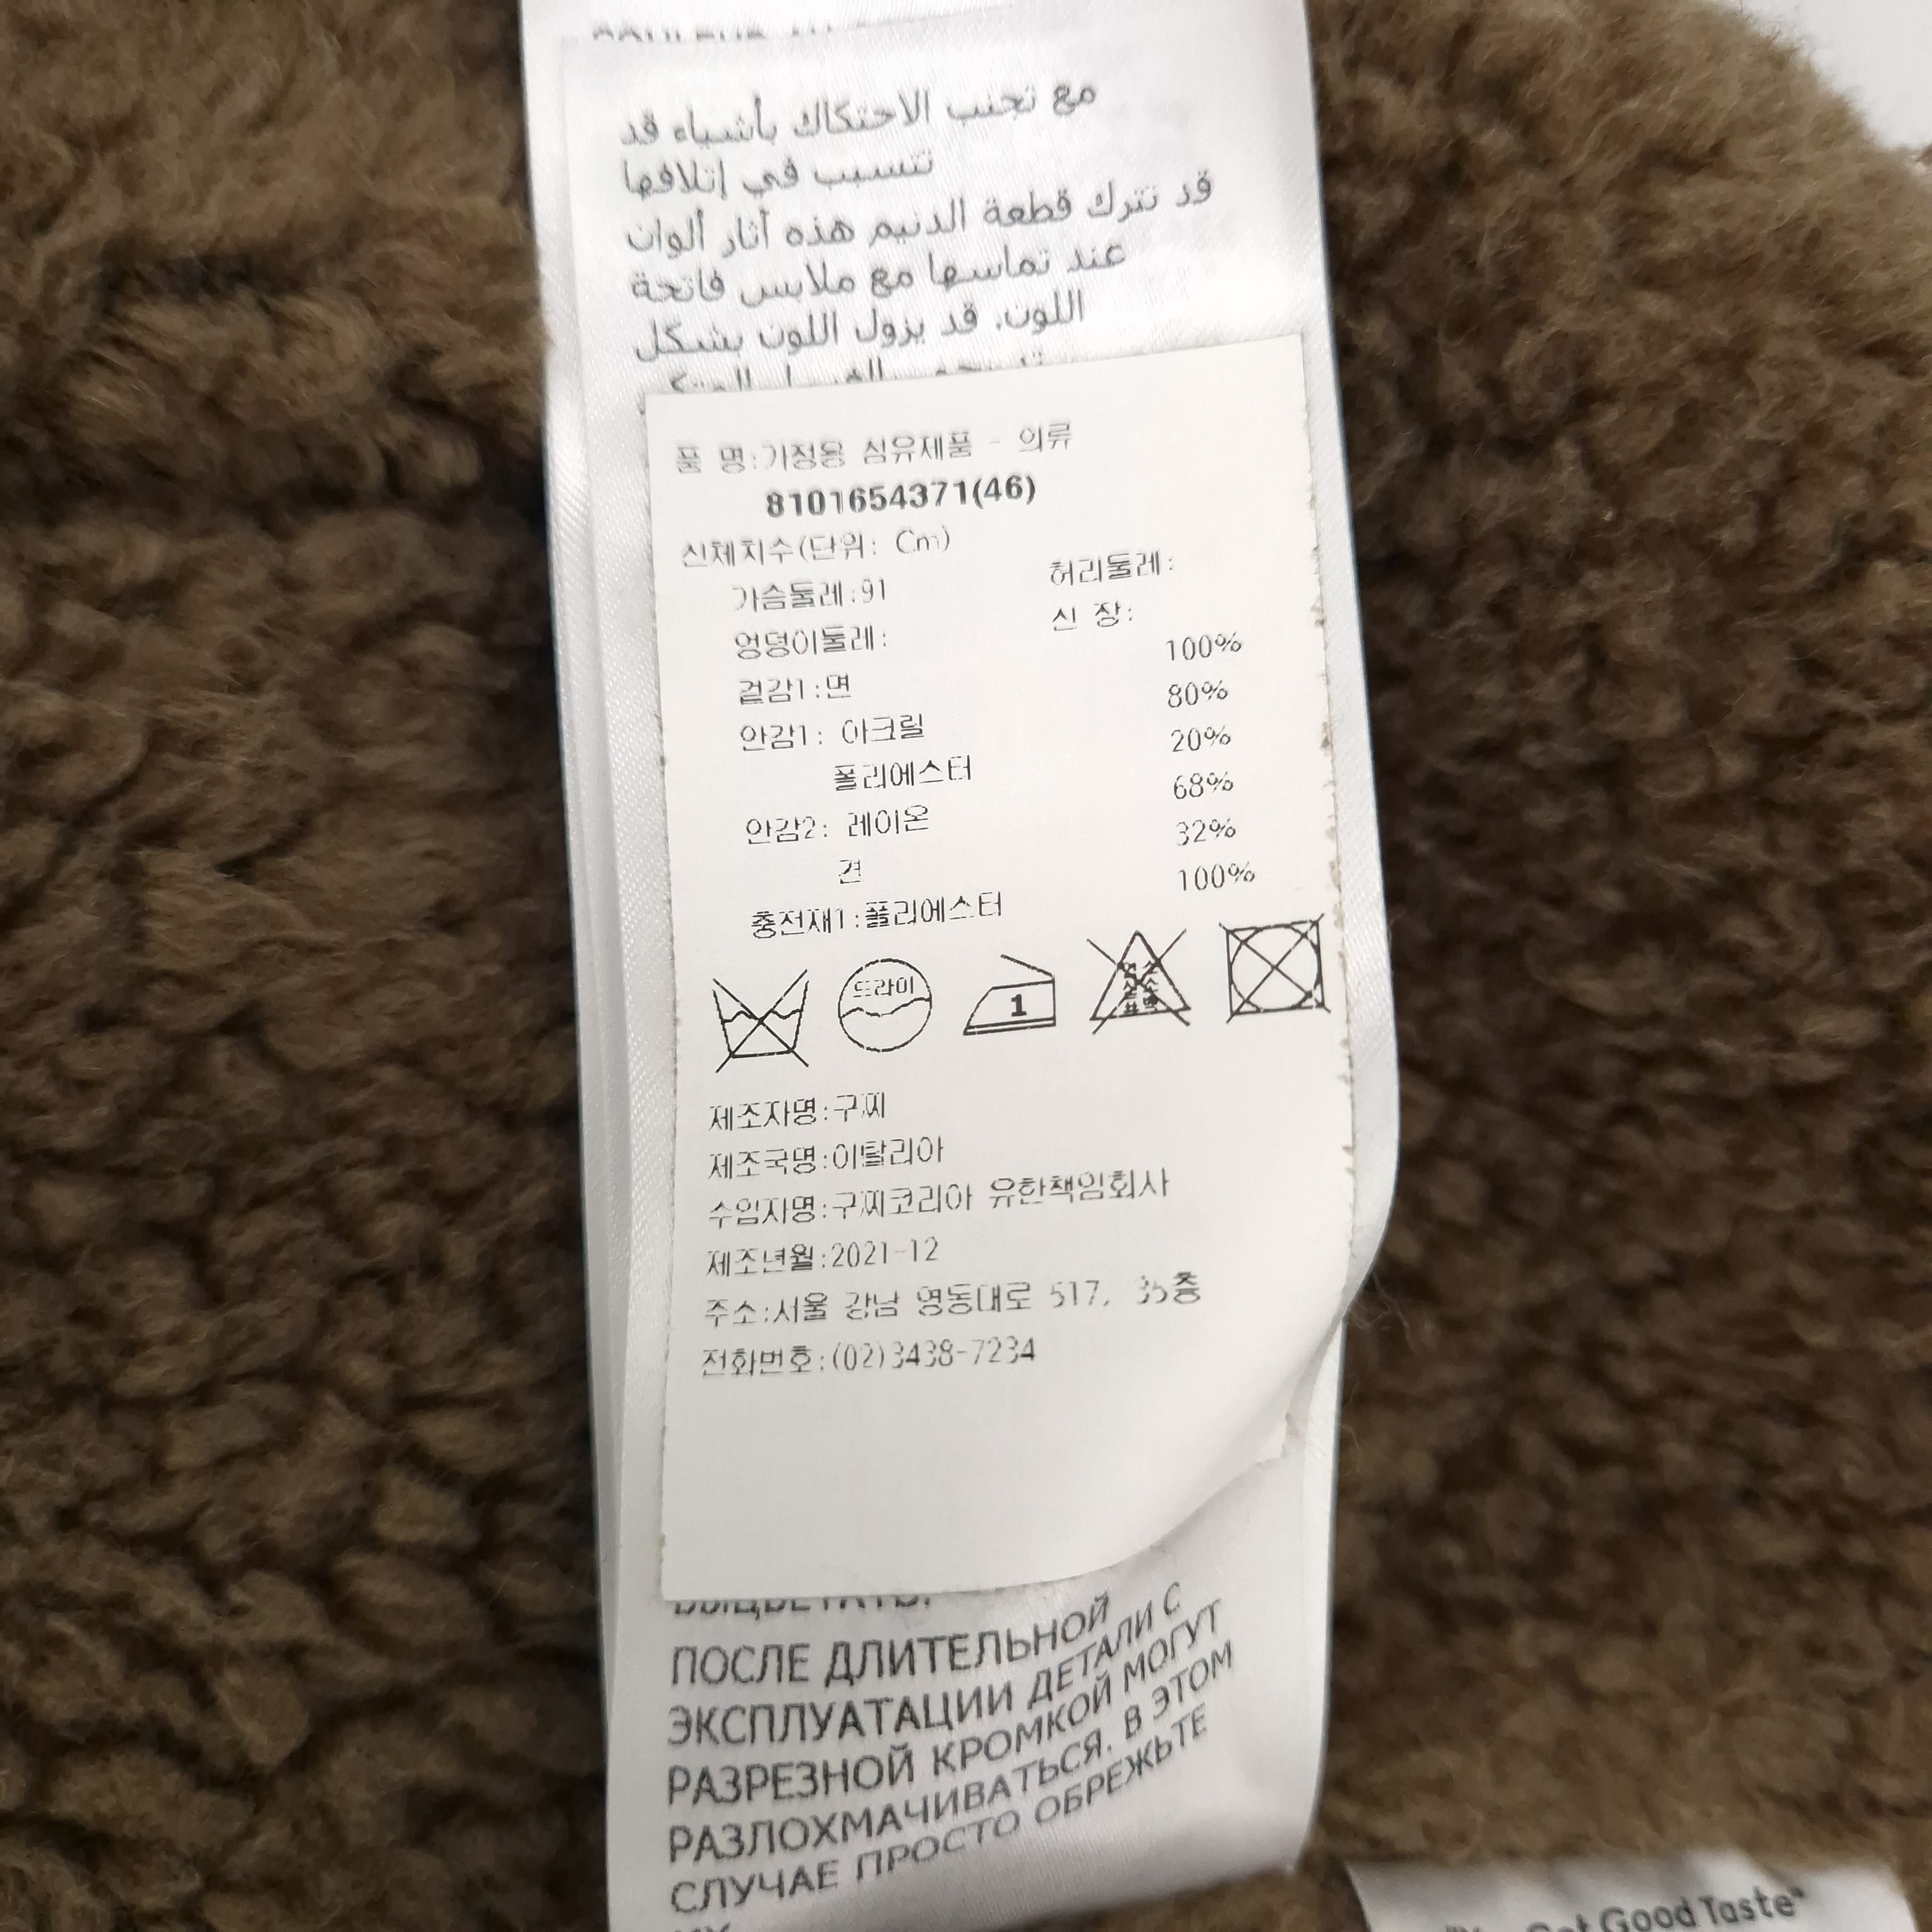 مع تجنب الاحتكاك بأشياء قد
تتسبب في إتلافها
قد تترك قطعة الدنيم هذه آثار ألوان
عند تماسها مع ملابس فاتحة
اللون. قد يزول اللون بشكل
품 명:가정용 섬유제품 - 의류
8101654371(46)
신체치수(단위: Cm)
가슴둘레:91 허리둘레:
엉덩이둘레: 신 장:
겉감1:면 100%
안감1: 아크릴 80%
폴리에스터 20%
안감2: 레이온 68%
견 32%
충전재1:폴리에스터 100%
드라이 1 염소표백
제조자명:구찌
제조국명:이탈리아
수입자명:구찌코리아 유한책임회사
제조년월:2021-12
주소:서울 강남 영동대로 517, 35층
전화번호:(02)3438-7234
ПОСЛЕ ДЛИТЕЛЬНОЙ
ЭКСПЛУАТАЦИИ ДЕТАЛИ С
РАЗРЕЗНОЙ КРОМКОЙ МОГУТ
РАЗЛОХМАЧИВАТЬСЯ. В ЭТОМ
СЛУЧАЕ ПРОСТО ОБРЕЖЬТЕ
Good Taste"